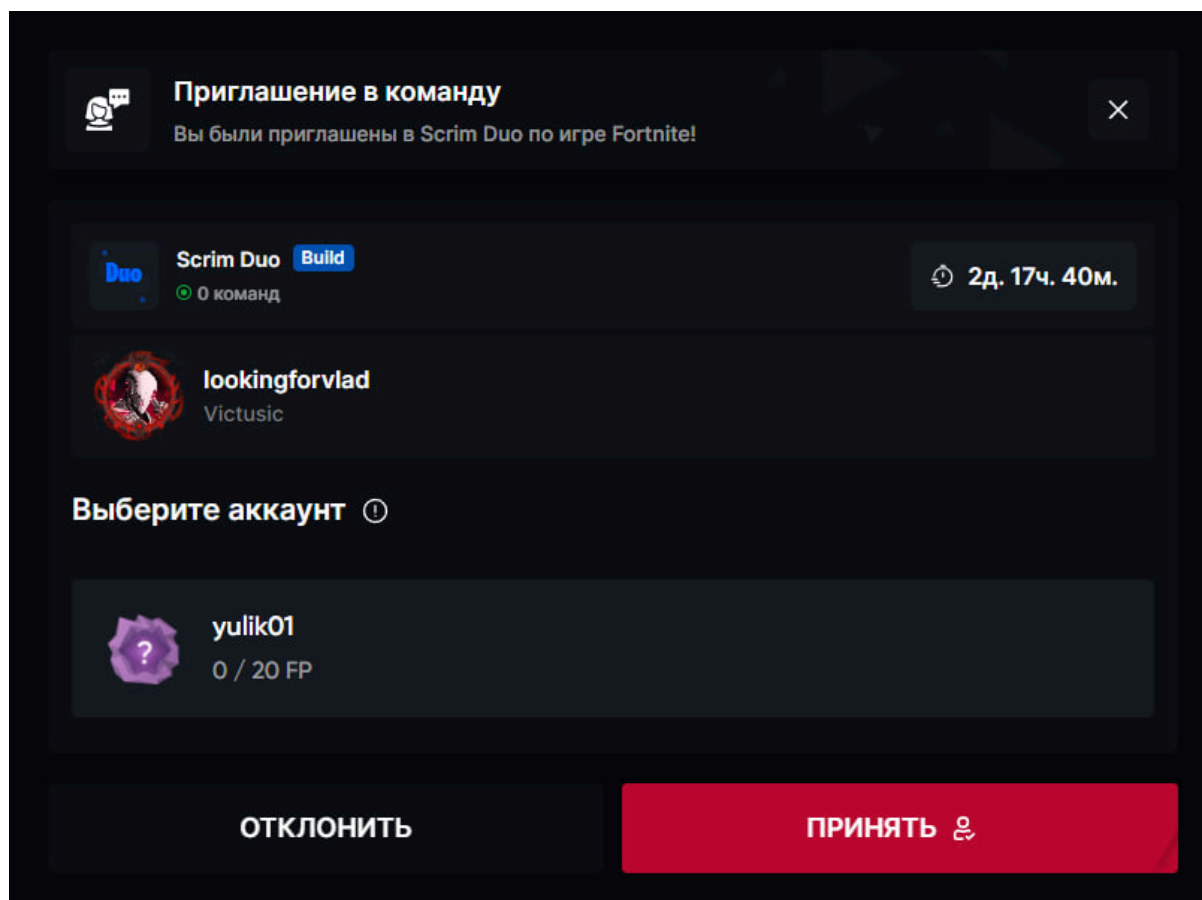 Приглашение в команду
Вы были приглашены в Scrim Duo по игре Fortnite!
Duo
Scrim Duo Build
0 команд
2д. 17ч. 40м.
lookingforvlad
Victusic
Выберите аккаунт
?
yulik01
0 / 20 FP
ОТКЛОНИТЬ
ПРИНЯТЬ